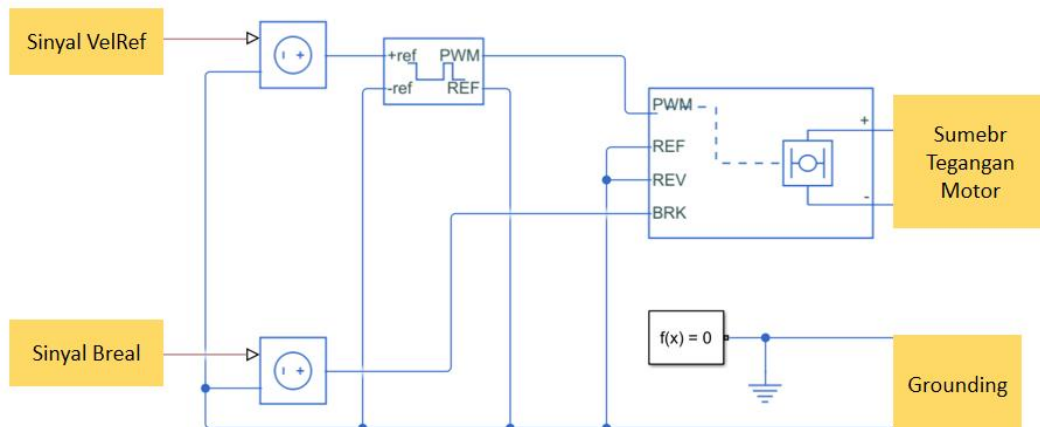 Sinyal VelRef
+ref PWM
-ref REF
PWM
REF
REV
BRK
+
-
Sumebr
Tegangan
Motor
Sinyal Breal
f(x) = 0
Grounding